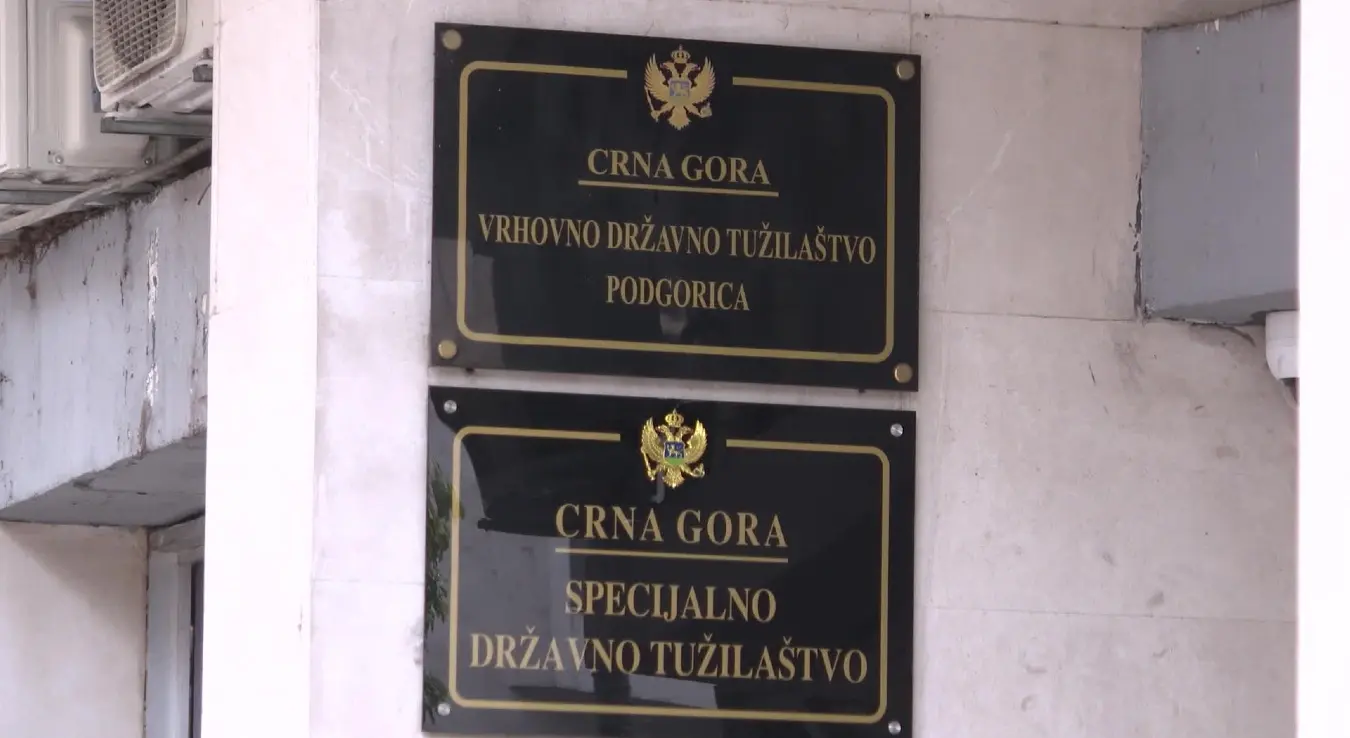 CRNA GORA
VRHOVNO DRŽAVNO TUŽILAŠTVO
PODGORICA
CRNA GORA
SPECIJALNO
DRŽAVNO TUŽILAŠTVO